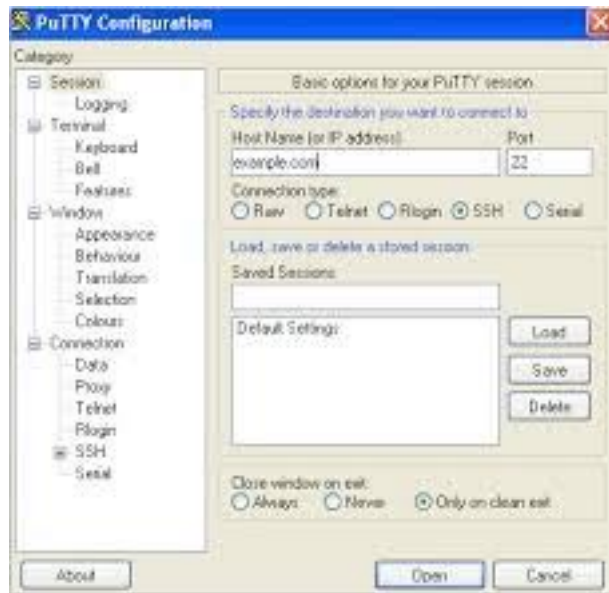 PuTTY Configuration
Category
Session
Logging
Terminal
Keyboard
Bell
Features
Window
Appearance
Behaviour
Translation
Selection
Colours
Connection
Data
Proxy
Telnet
Rlogin
SSH
Serial
Basic options for your PuTTY session
Specify the destination you want to connect to
Host Name (or IP address) Port
example.com 22
Connection type:
Raw Telnet Rlogin SSH Serial
Load, save or delete a stored session
Saved Sessions
Default Settings
Load
Save
Delete
Close window on exit:
Always Never Only on clean exit
About Open Cancel